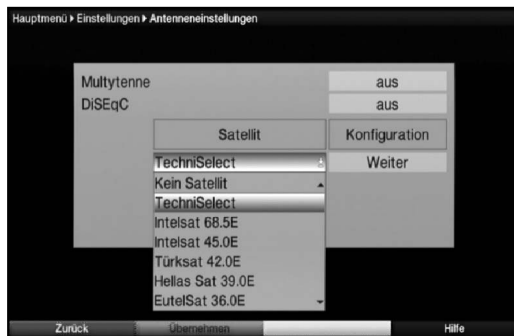 Hauptmenü ▸ Einstellungen ▸ Antenneneinstellungen
Multytenne aus
DiSEqC aus
Satellit Konfiguration
TechniSelect Weiter
Kein Satellit
TechniSelect
Intelsat 68.5E
Intelsat 45.0E
Türksat 42.0E
Hellas Sat 39.0E
EutelSat 36.0E
Zurück Übernehmen Hilfe